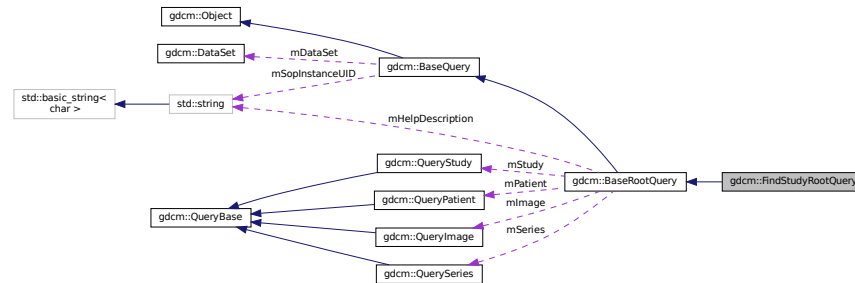 gdcm::Object
gdcm::DataSet
mDataSet
gdcm::BaseQuery
mSopInstanceUID
std::basic_string<
char >
std::string
mHelpDescription
gdcm::QueryStudy
mStudy
gdcm::BaseRootQuery
gdcm::FindStudyRootQuery
mPatient
gdcm::QueryPatient
mImage
gdcm::QueryBase
mSeries
gdcm::QueryImage
gdcm::QuerySeries